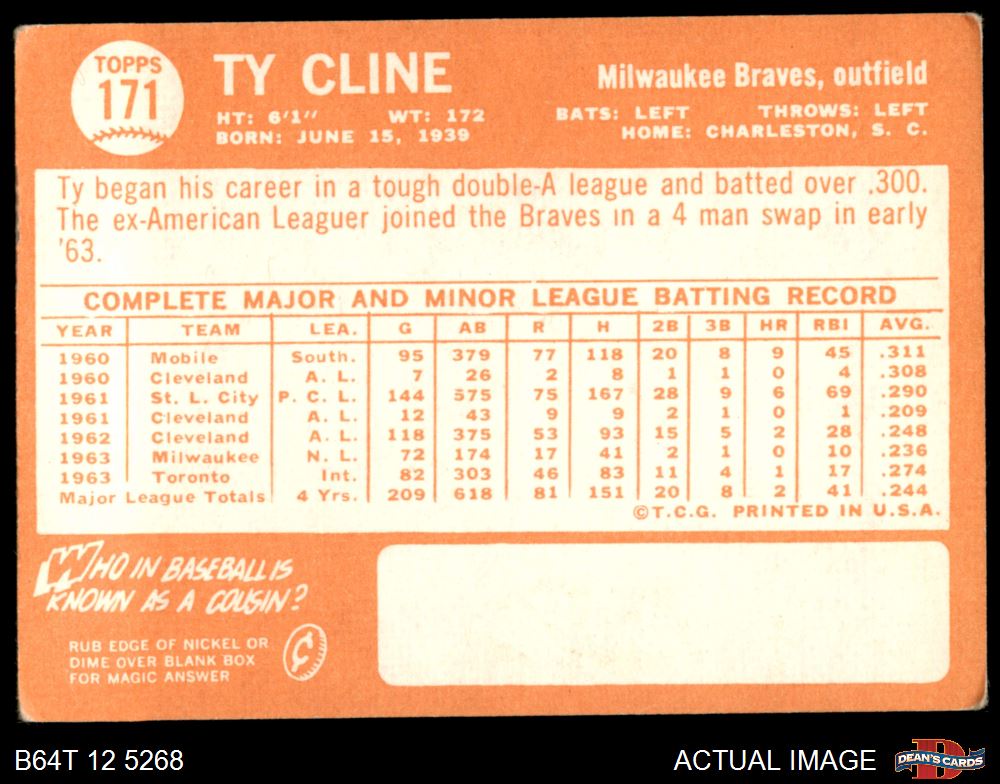 TOPPS
171
TY CLINE
Milwaukee Braves, outfield
HT: 6'1" WT: 172 BATS: LEFT THROWS: LEFT
BORN: JUNE 15, 1939 HOME: CHARLESTON, S. C.
Ty began his career in a tough double-A league and batted over .300.
The ex-American Leaguer joined the Braves in a 4 man swap in early
'63.
COMPLETE MAJOR AND MINOR LEAGUE BATTING RECORD
YEAR TEAM LEA. G AB R H 2B 3B HR RBI AVG.
1960 Mobile South. 95 379 77 118 20 8 9 45 .311
1960 Cleveland A. L. 7 26 2 8 1 1 0 4 .308
1961 St. L. City P. C. L. 144 575 75 167 28 9 6 69 .290
1961 Cleveland A. L. 12 43 9 9 2 1 0 1 .209
1962 Cleveland A. L. 118 375 53 93 15 5 2 28 .248
1963 Milwaukee N. L. 72 174 17 41 2 1 0 10 .236
1963 Toronto Int. 82 303 46 83 11 4 1 17 .274
Major League Totals 4 Yrs. 209 618 81 151 20 8 2 41 .244
©T.C.G. PRINTED IN U.S.A.
WHO IN BASEBALL IS
KNOWN AS A COUSIN?
RUB EDGE OF NICKEL OR
DIME OVER BLANK BOX
FOR MAGIC ANSWER
¢
B64T 12 5268
ACTUAL IMAGE
D
DEAN'S CARDS